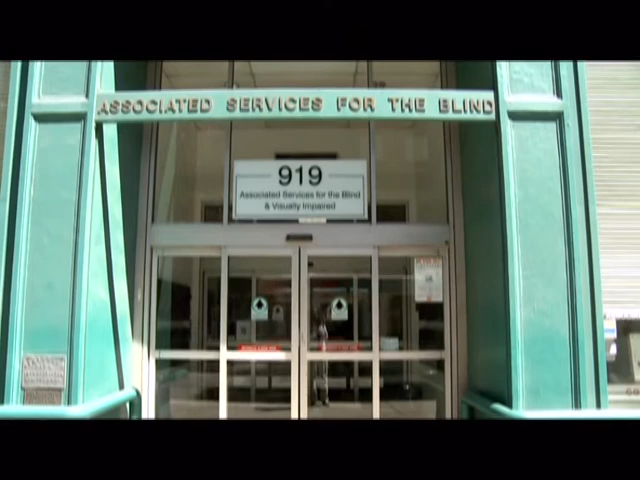 ASSOCIATED SERVICES FOR THE BLIND
919
Associated Services for the Blind
& Visually Impaired